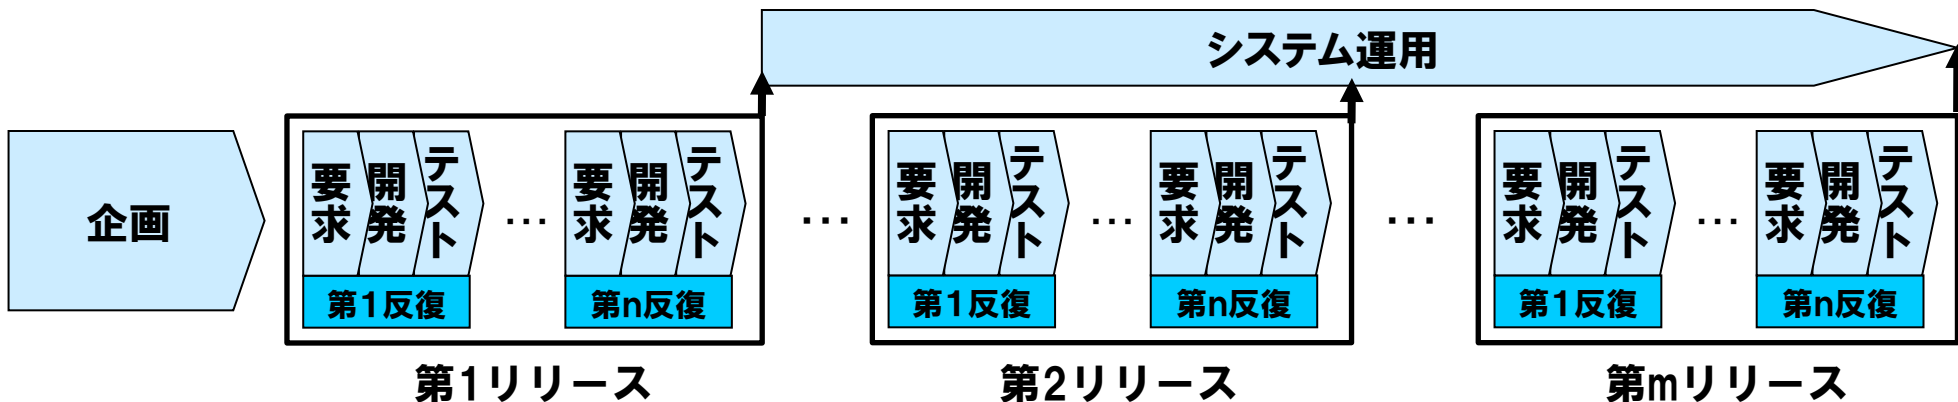 システム運用
企画
要求
開発
テスト
第1反復
…
要求
開発
テスト
第n反復
第1リリース
…
要求
開発
テスト
第1反復
…
要求
開発
テスト
第n反復
第2リリース
…
要求
開発
テスト
第1反復
…
要求
開発
テスト
第n反復
第mリリース